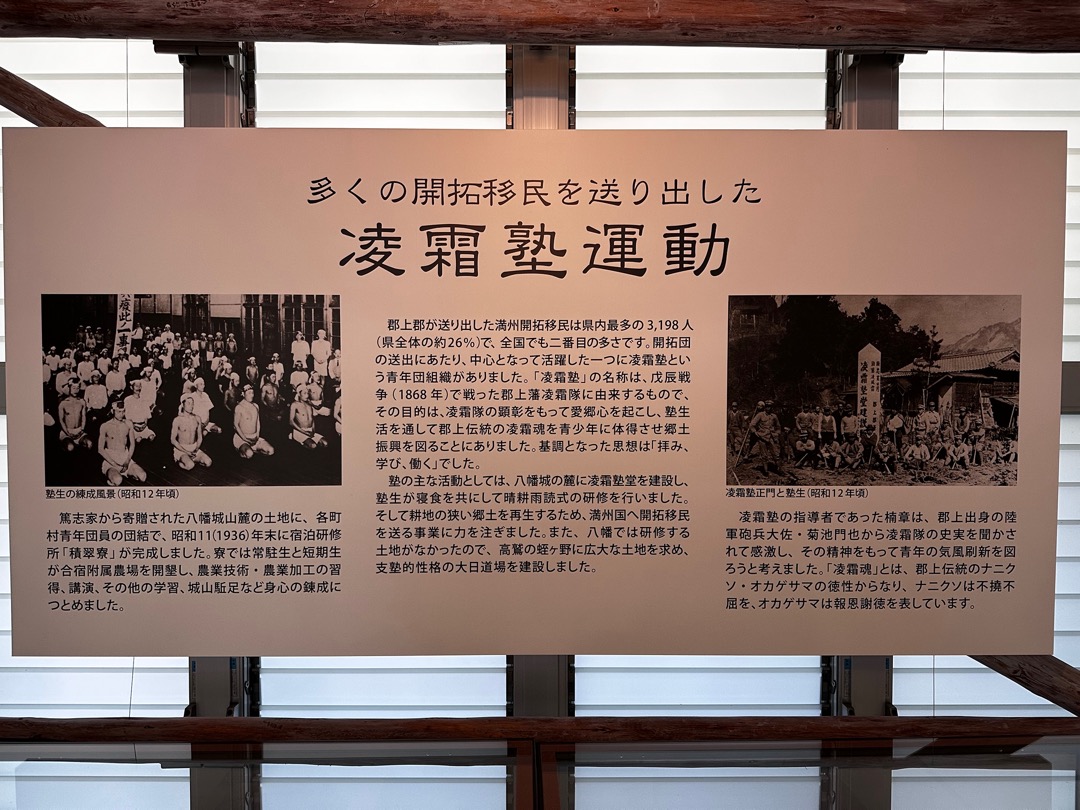 多くの開拓移民を送り出した
凌霜塾運動
度此ノ一事
塾生の練成風景(昭和12年頃)
篤志家から寄贈された八幡城山麓の土地に、各町
村青年団員の団結で、昭和11(1936)年末に宿泊研修
所「積翠寮」が完成しました。寮では常駐生と短期生
が合宿附属農場を開墾し、農業技術・農業加工の習
得、講演、その他の学習、城山駈足など身心の錬成に
つとめました。
郡上郡が送り出した満州開拓移民は県内最多の3,198人
(県全体の約26%)で、全国でも二番目の多さです。開拓団
の送出にあたり、中心となって活躍した一つに凌霜塾とい
う青年団組織がありました。「凌霜塾」の名称は、戊辰戦
争(1868年)で戦った郡上藩凌霜隊に由来するもので、
その目的は、凌霜隊の顕彰をもって愛郷心を起こし、塾生
活を通して郡上伝統の凌霜魂を青少年に体得させ郷土
振興を図ることにありました。基調となった思想は「拝み、
学び、働く」でした。
塾の主な活動としては、八幡城の麓に凌霜塾堂を建設し、
塾生が寝食を共にして晴耕雨読式の研修を行いました。
そして耕地の狭い郷土を再生するため、満州国へ開拓移民
を送る事業に力を注ぎました。また、八幡では研修する
土地がなかったので、高鷲の蛭ヶ野に広大な土地を求め、
支塾的性格の大日道場を建設しました。
凌霜塾建設
凌霜塾正門と塾生(昭和12年頃)
凌霜塾の指導者であった楠章は、郡上出身の陸
軍砲兵大佐・菊池門也から凌霜隊の史実を聞かさ
れて感激し、その精神をもって青年の気風刷新を図
ろうと考えました。「凌霜魂」とは、郡上伝統のナニク
ソ・オカゲサマの徳性からなり、ナニクソは不撓不
屈を、オカゲサマは報恩謝徳を表しています。